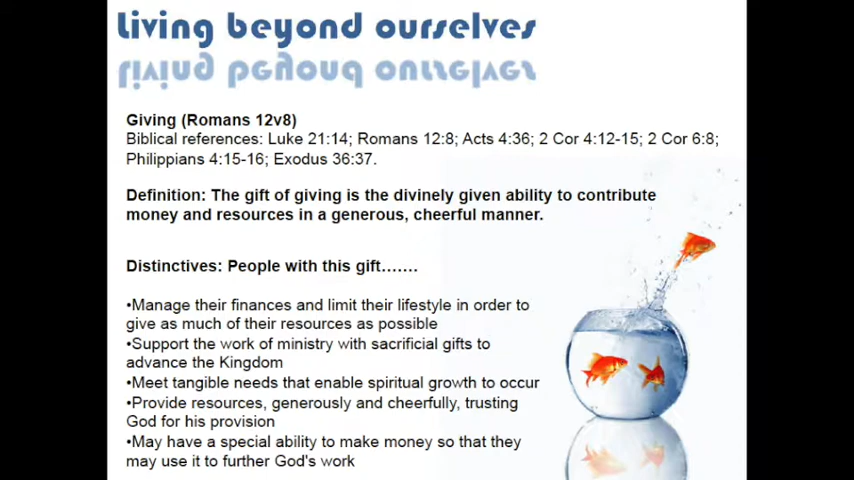 Living beyond ourselves
Giving (Romans 12v8)
Biblical references: Luke 21:14; Romans 12:8; Acts 4:36; 2 Cor 4:12-15; 2 Cor 6:8;
Philippians 4:15-16; Exodus 36:37.
Definition: The gift of giving is the divinely given ability to contribute
money and resources in a generous, cheerful manner.
Distinctives: People with this gift…….
•Manage their finances and limit their lifestyle in order to
give as much of their resources as possible
•Support the work of ministry with sacrificial gifts to
advance the Kingdom
•Meet tangible needs that enable spiritual growth to occur
•Provide resources, generously and cheerfully, trusting
God for his provision
•May have a special ability to make money so that they
may use it to further God's work